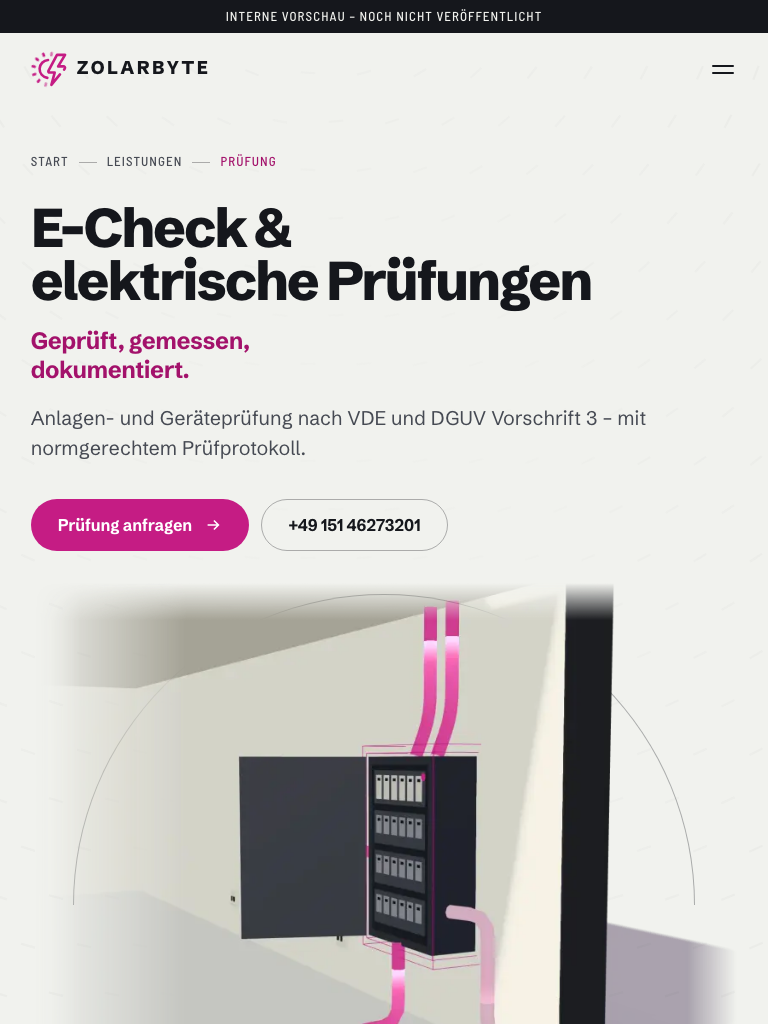 INTERNE VORSCHAU – NOCH NICHT VERÖFFENTLICHT
ZOLARBYTE
START — LEISTUNGEN — PRÜFUNG
E-Check &
elektrische Prüfungen
Geprüft, gemessen,
dokumentiert.
Anlagen- und Geräteprüfung nach VDE und DGUV Vorschrift 3 – mit
normgerechtem Prüfprotokoll.
Prüfung anfragen →
+49 151 46273201